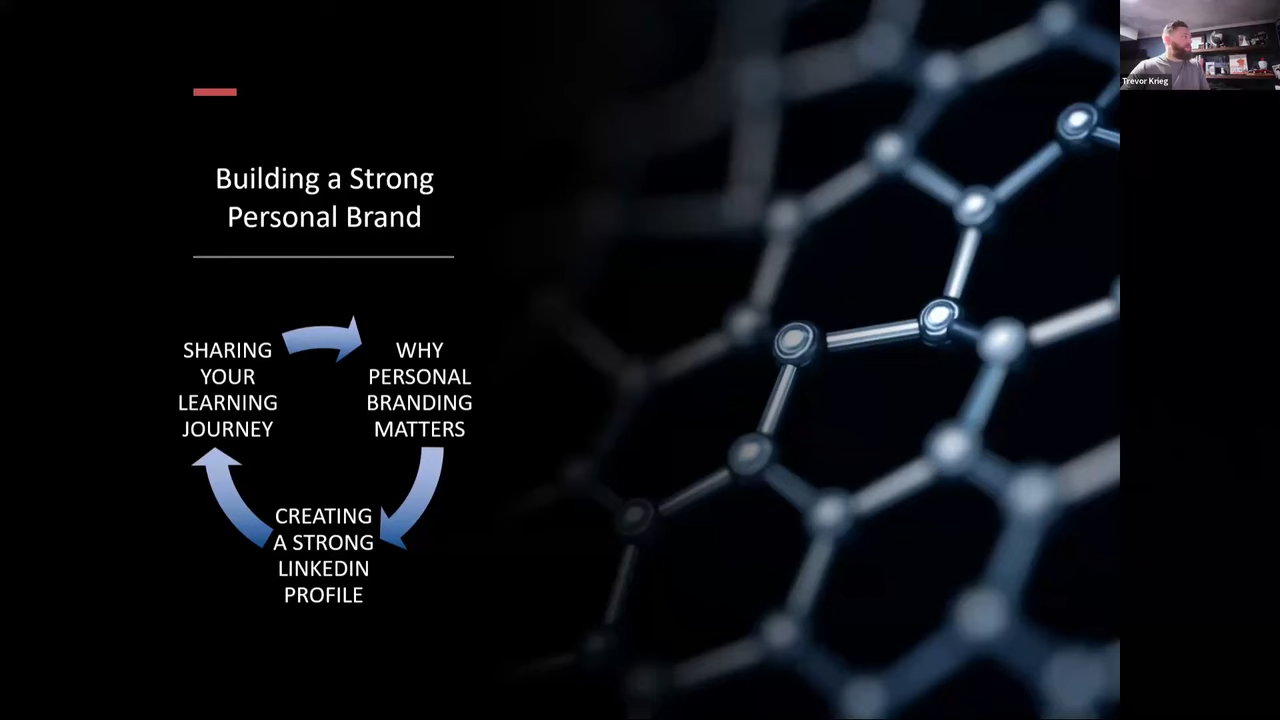 Trevor Krieg
Building a Strong
Personal Brand
SHARING
YOUR
LEARNING
JOURNEY
WHY
PERSONAL
BRANDING
MATTERS
CREATING
A STRONG
LINKEDIN
PROFILE